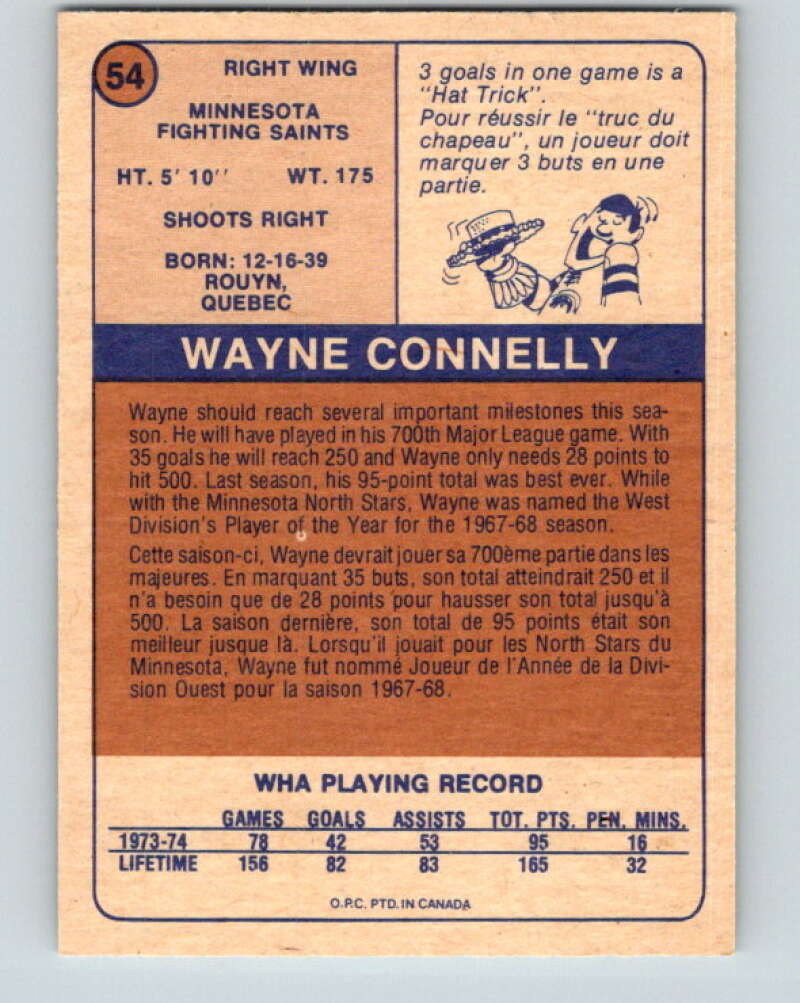 54
RIGHT WING
MINNESOTA
FIGHTING SAINTS
HT. 5' 10'' WT. 175
SHOOTS RIGHT
BORN: 12-16-39
ROUYN,
QUEBEC
3 goals in one game is a
"Hat Trick".
Pour réussir le "truc du
chapeau", un joueur doit
marquer 3 buts en une
partie.
WAYNE CONNELLY
Wayne should reach several important milestones this sea-
son. He will have played in his 700th Major League game. With
35 goals he will reach 250 and Wayne only needs 28 points to
hit 500. Last season, his 95-point total was best ever. While
with the Minnesota North Stars, Wayne was named the West
Division's Player of the Year for the 1967-68 season.
Cette saison-ci, Wayne devrait jouer sa 700ème partie dans les
majeures. En marquant 35 buts, son total atteindrait 250 et il
n'a besoin que de 28 points pour hausser son total jusqu'à
500. La saison dernière, son total de 95 points était son
meilleur jusque là. Lorsqu'il jouait pour les North Stars du
Minnesota, Wayne fut nommé Joueur de l'Année de la Divi-
sion Ouest pour la saison 1967-68.
WHA PLAYING RECORD
GAMES GOALS ASSISTS TOT. PTS. PEN. MINS.
1973-74 78 42 53 95 16
LIFETIME 156 82 83 165 32
O.P.C. PTD. IN CANADA